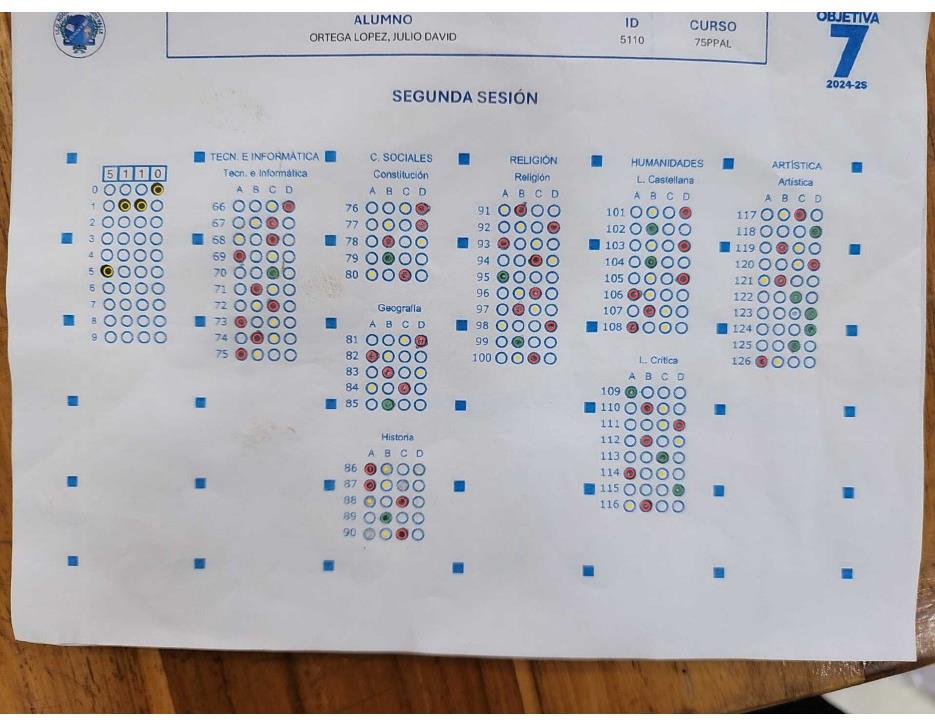 ALUMNO
ORTEGA LOPEZ, JULIO DAVID
ID
5110
CURSO
75PPAL
OBJETIVA
7
2024-2S
SEGUNDA SESIÓN
5 1 1 0
0
1
2
3
4
5
6
7
8
9
TECN. E INFORMÁTICA
Tecn. e Informática
A B C D
66
67
68
69
70
71
72
73
74
75
C. SOCIALES
Constitución
A B C D
76
77
78
79
80
Geografía
A B C D
81
82
83
84
85
Historia
A B C D
86
87
88
89
90
RELIGIÓN
Religión
A B C D
91
92
93
94
95
96
97
98
99
100
HUMANIDADES
L. Castellana
A B C D
101
102
103
104
105
106
107
108
L. Crítica
A B C D
109
110
111
112
113
114
115
116
ARTÍSTICA
Artística
A B C D
117
118
119
120
121
122
123
124
125
126